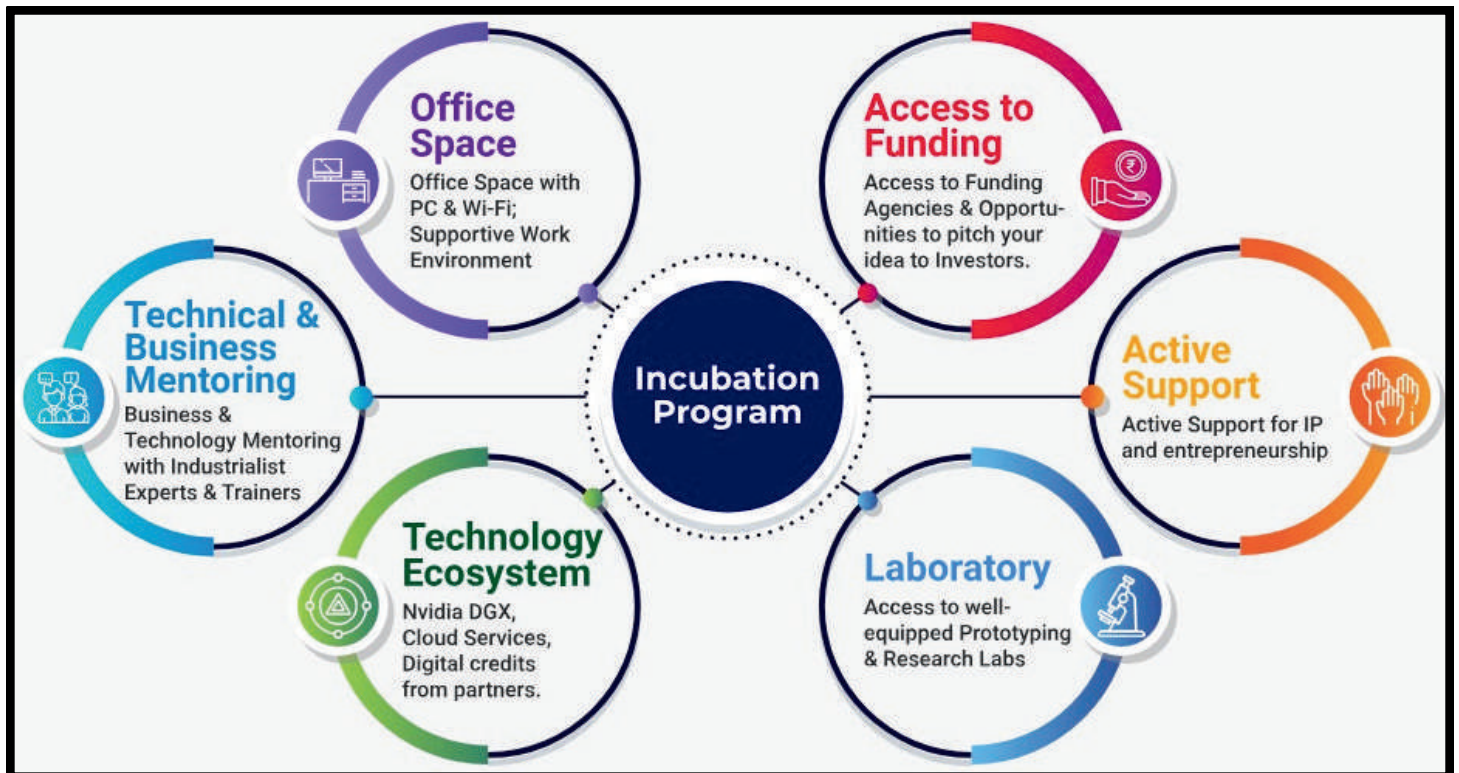 Office
Space
Office Space with
PC & Wi-Fi;
Supportive Work
Environment
Access to
Funding
Access to Funding
Agencies & Opportu-
nities to pitch your
idea to Investors.
₹
Technical &
Business
Mentoring
Business &
Technology Mentoring
with Industrialist
Experts & Trainers
Incubation
Program
Active
Support
Active Support for IP
and entrepreneurship
Technology
Ecosystem
Nvidia DGX,
Cloud Services,
Digital credits
from partners.
Laboratory
Access to well-
equipped Prototyping
& Research Labs